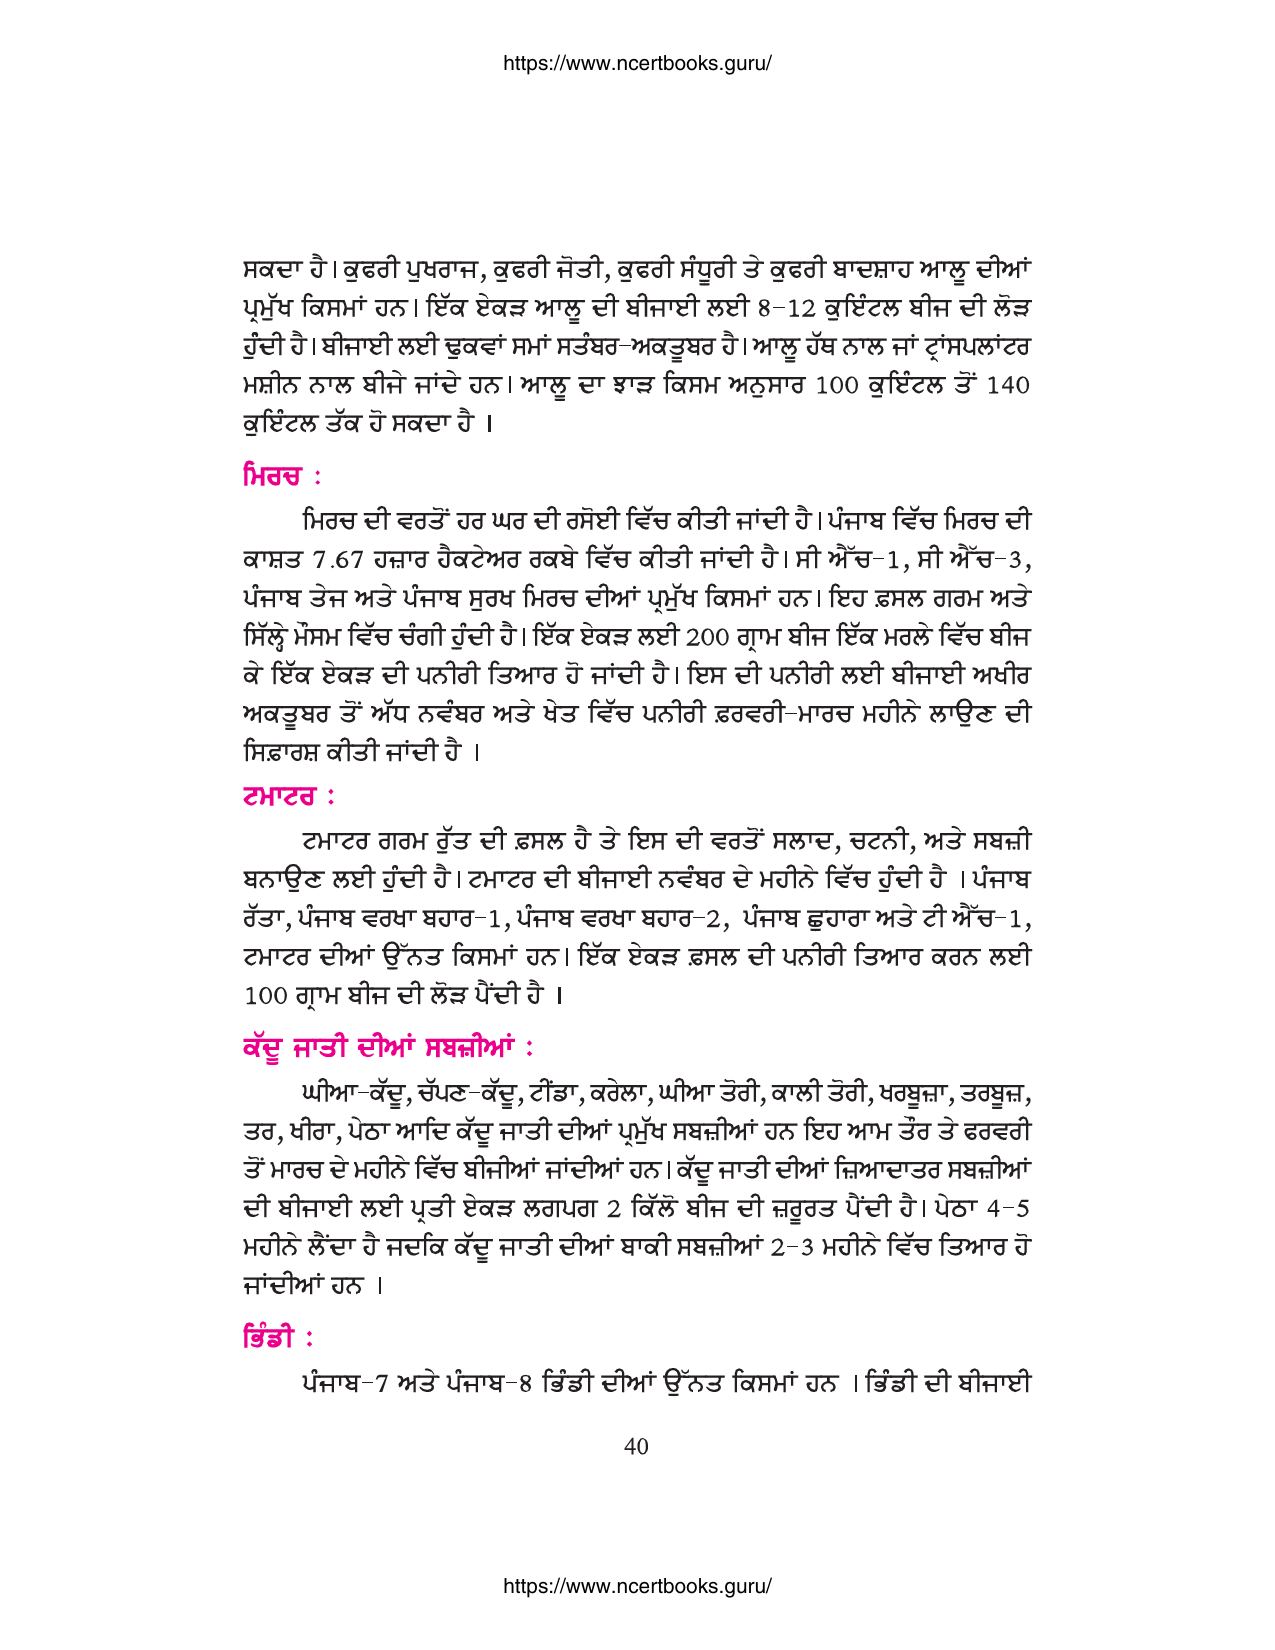 https://www.ncertbooks.guru/
ਸਕਦਾ ਹੈ। ਕੁਫਰੀ ਪੁਖਰਾਜ, ਕੁਫਰੀ ਜੋਤੀ, ਕੁਫਰੀ ਸੰਧੂਰੀ ਤੇ ਕੁਫਰੀ ਬਾਦਸ਼ਾਹ ਆਲੂ ਦੀਆਂ
ਪ੍ਰਮੁੱਖ ਕਿਸਮਾਂ ਹਨ। ਇੱਕ ਏਕੜ ਆਲੂ ਦੀ ਬੀਜਾਈ ਲਈ 8-12 ਕੁਇੰਟਲ ਬੀਜ ਦੀ ਲੋੜ
ਹੁੰਦੀ ਹੈ। ਬੀਜਾਈ ਲਈ ਢੁਕਵਾਂ ਸਮਾਂ ਸਤੰਬਰ-ਅਕਤੂਬਰ ਹੈ। ਆਲੂ ਹੱਥ ਨਾਲ ਜਾਂ ਟ੍ਰਾਂਸਪਲਾਂਟਰ
ਮਸ਼ੀਨ ਨਾਲ ਬੀਜੇ ਜਾਂਦੇ ਹਨ। ਆਲੂ ਦਾ ਝਾੜ ਕਿਸਮ ਅਨੁਸਾਰ 100 ਕੁਇੰਟਲ ਤੋਂ 140
ਕੁਇੰਟਲ ਤੱਕ ਹੋ ਸਕਦਾ ਹੈ ।
ਮਿਰਚ :
ਮਿਰਚ ਦੀ ਵਰਤੋਂ ਹਰ ਘਰ ਦੀ ਰਸੋਈ ਵਿੱਚ ਕੀਤੀ ਜਾਂਦੀ ਹੈ। ਪੰਜਾਬ ਵਿੱਚ ਮਿਰਚ ਦੀ
ਕਾਸ਼ਤ 7.67 ਹਜ਼ਾਰ ਹੈਕਟੇਅਰ ਰਕਬੇ ਵਿੱਚ ਕੀਤੀ ਜਾਂਦੀ ਹੈ। ਸੀ ਐੱਚ-1, ਸੀ ਐੱਚ-3,
ਪੰਜਾਬ ਤੇਜ ਅਤੇ ਪੰਜਾਬ ਸੁਰਖ ਮਿਰਚ ਦੀਆਂ ਪ੍ਰਮੁੱਖ ਕਿਸਮਾਂ ਹਨ। ਇਹ ਫ਼ਸਲ ਗਰਮ ਅਤੇ
ਸਿੱਲ੍ਹੇ ਮੌਸਮ ਵਿੱਚ ਚੰਗੀ ਹੁੰਦੀ ਹੈ। ਇੱਕ ਏਕੜ ਲਈ 200 ਗ੍ਰਾਮ ਬੀਜ ਇੱਕ ਮਰਲੇ ਵਿੱਚ ਬੀਜ
ਕੇ ਇੱਕ ਏਕੜ ਦੀ ਪਨੀਰੀ ਤਿਆਰ ਹੋ ਜਾਂਦੀ ਹੈ। ਇਸ ਦੀ ਪਨੀਰੀ ਲਈ ਬੀਜਾਈ ਅਖੀਰ
ਅਕਤੂਬਰ ਤੋਂ ਅੱਧ ਨਵੰਬਰ ਅਤੇ ਖੇਤ ਵਿੱਚ ਪਨੀਰੀ ਫ਼ਰਵਰੀ-ਮਾਰਚ ਮਹੀਨੇ ਲਾਉਣ ਦੀ
ਸਿਫ਼ਾਰਸ਼ ਕੀਤੀ ਜਾਂਦੀ ਹੈ ।
ਟਮਾਟਰ :
ਟਮਾਟਰ ਗਰਮ ਰੁੱਤ ਦੀ ਫ਼ਸਲ ਹੈ ਤੇ ਇਸ ਦੀ ਵਰਤੋਂ ਸਲਾਦ, ਚਟਨੀ, ਅਤੇ ਸਬਜ਼ੀ
ਬਨਾਉਣ ਲਈ ਹੁੰਦੀ ਹੈ। ਟਮਾਟਰ ਦੀ ਬੀਜਾਈ ਨਵੰਬਰ ਦੇ ਮਹੀਨੇ ਵਿੱਚ ਹੁੰਦੀ ਹੈ । ਪੰਜਾਬ
ਰੱਤਾ, ਪੰਜਾਬ ਵਰਖਾ ਬਹਾਰ-1, ਪੰਜਾਬ ਵਰਖਾ ਬਹਾਰ-2, ਪੰਜਾਬ ਛੁਹਾਰਾ ਅਤੇ ਟੀ ਐੱਚ-1,
ਟਮਾਟਰ ਦੀਆਂ ਉੱਨਤ ਕਿਸਮਾਂ ਹਨ। ਇੱਕ ਏਕੜ ਫ਼ਸਲ ਦੀ ਪਨੀਰੀ ਤਿਆਰ ਕਰਨ ਲਈ
100 ਗ੍ਰਾਮ ਬੀਜ ਦੀ ਲੋੜ ਪੈਂਦੀ ਹੈ ।
ਕੱਦੂ ਜਾਤੀ ਦੀਆਂ ਸਬਜ਼ੀਆਂ :
ਘੀਆ-ਕੱਦੂ, ਚੱਪਣ-ਕੱਦੂ, ਟੀਂਡਾ, ਕਰੇਲਾ, ਘੀਆ ਤੋਰੀ, ਕਾਲੀ ਤੋਰੀ, ਖਰਬੂਜ਼ਾ, ਤਰਬੂਜ਼,
ਤਰ, ਖੀਰਾ, ਪੇਠਾ ਆਦਿ ਕੱਦੂ ਜਾਤੀ ਦੀਆਂ ਪ੍ਰਮੁੱਖ ਸਬਜ਼ੀਆਂ ਹਨ ਇਹ ਆਮ ਤੌਰ ਤੇ ਫਰਵਰੀ
ਤੋਂ ਮਾਰਚ ਦੇ ਮਹੀਨੇ ਵਿੱਚ ਬੀਜੀਆਂ ਜਾਂਦੀਆਂ ਹਨ। ਕੱਦੂ ਜਾਤੀ ਦੀਆਂ ਜ਼ਿਆਦਾਤਰ ਸਬਜ਼ੀਆਂ
ਦੀ ਬੀਜਾਈ ਲਈ ਪ੍ਰਤੀ ਏਕੜ ਲਗਪਗ 2 ਕਿੱਲੋ ਬੀਜ ਦੀ ਜ਼ਰੂਰਤ ਪੈਂਦੀ ਹੈ। ਪੇਠਾ 4-5
ਮਹੀਨੇ ਲੈਂਦਾ ਹੈ ਜਦਕਿ ਕੱਦੂ ਜਾਤੀ ਦੀਆਂ ਬਾਕੀ ਸਬਜ਼ੀਆਂ 2-3 ਮਹੀਨੇ ਵਿੱਚ ਤਿਆਰ ਹੋ
ਜਾਂਦੀਆਂ ਹਨ ।
ਭਿੰਡੀ :
ਪੰਜਾਬ-7 ਅਤੇ ਪੰਜਾਬ-8 ਭਿੰਡੀ ਦੀਆਂ ਉੱਨਤ ਕਿਸਮਾਂ ਹਨ । ਭਿੰਡੀ ਦੀ ਬੀਜਾਈ
40
https://www.ncertbooks.guru/